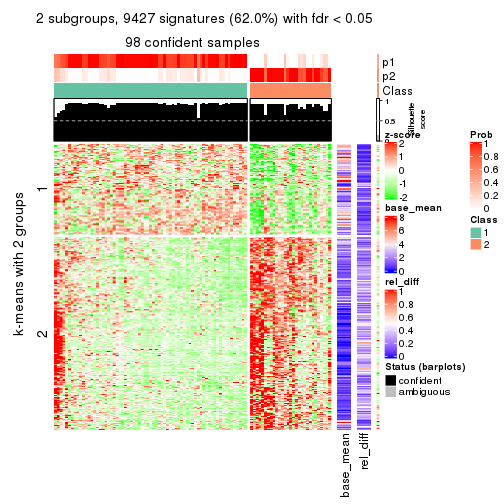 2 subgroups, 9427 signatures (62.0%) with fdr < 0.05
98 confident samples
p1
p2
Class
1
0.5
0
Silhouette
score
k-means with 2 groups
1
2
base_mean
rel_diff
z-score
2
1
0
-1
-2
base_mean
8
6
4
2
0
rel_diff
1
0.8
0.6
0.4
0.2
0
Status (barplots)
confident
ambiguous
Prob
1
0.8
0.6
0.4
0.2
0
Class
1
2